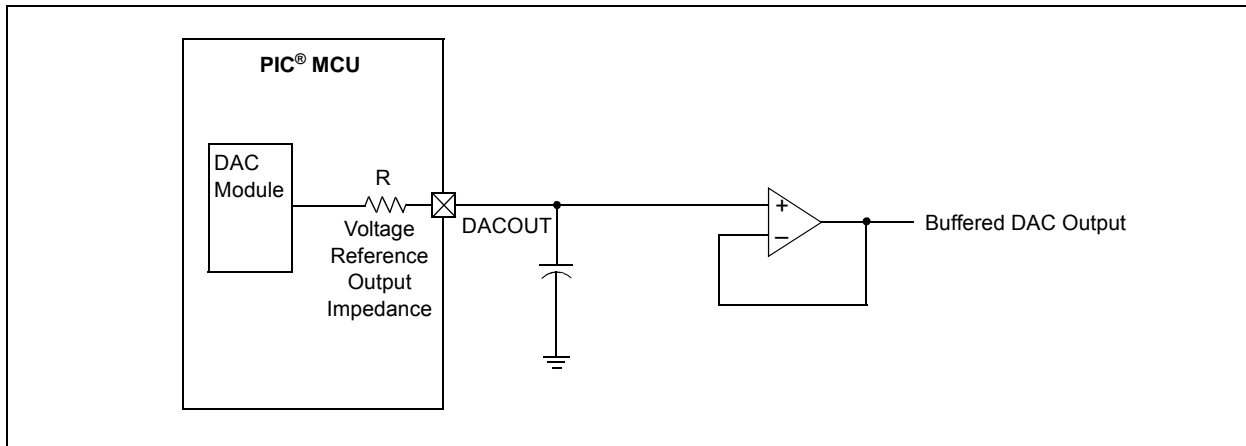 PIC® MCU
DAC
Module
R
DACOUT
Voltage
Reference
Output
Impedance
+
–
Buffered DAC Output